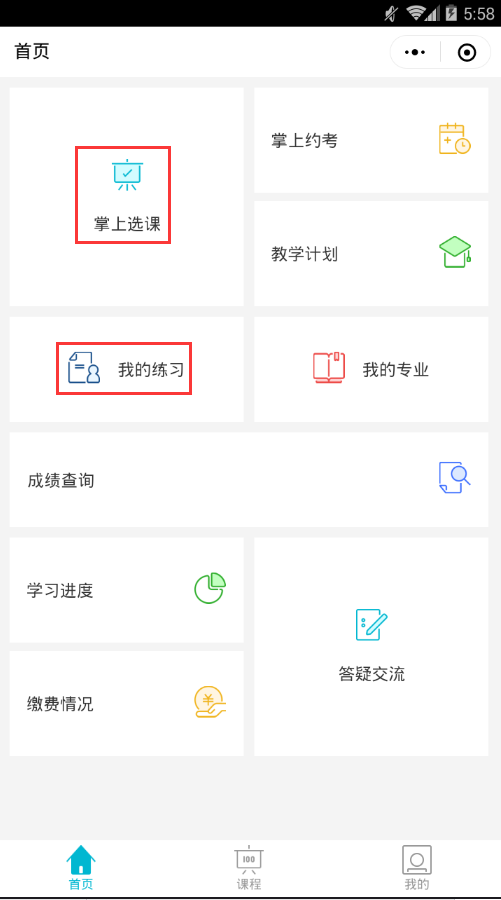 5:58
首页
掌上选课
掌上约考
教学计划
我的练习
我的专业
成绩查询
学习进度
答疑交流
缴费情况
首页
100
课程
我的